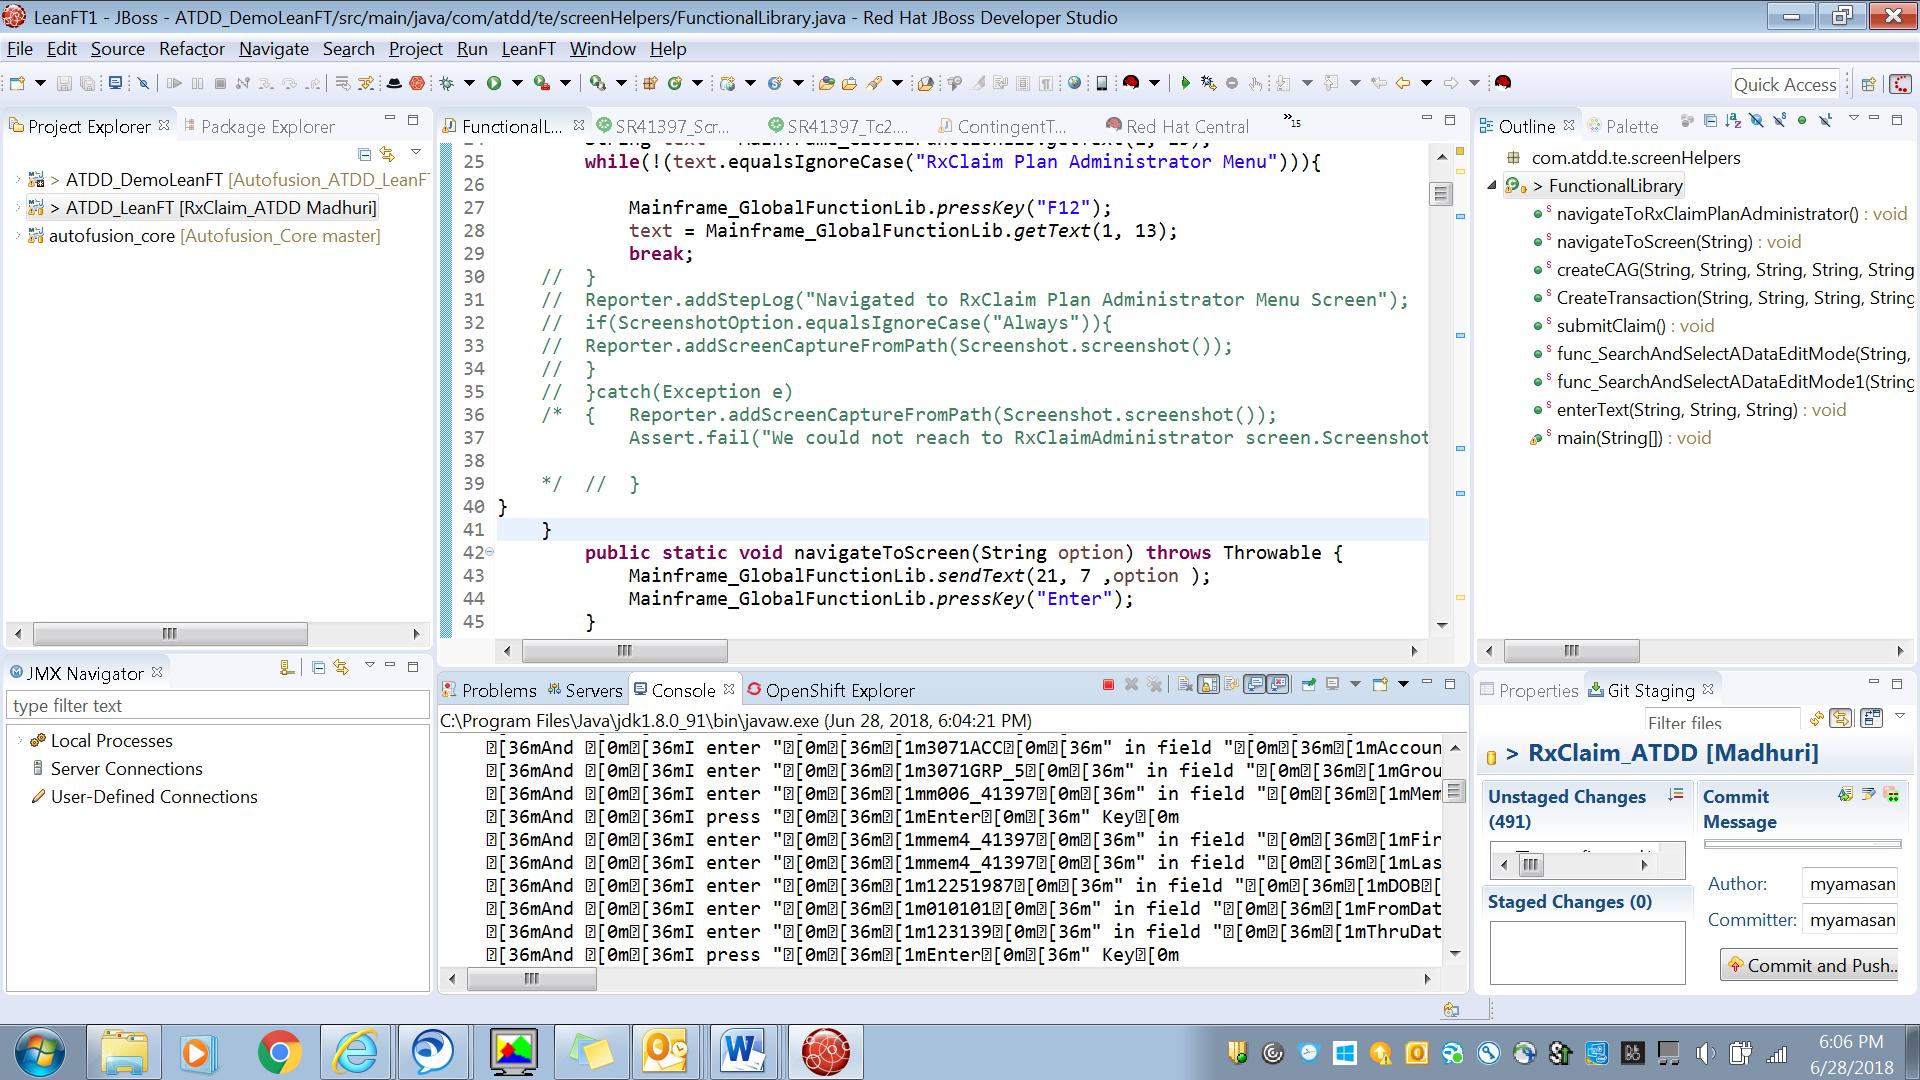 LeanFT1 - JBoss - ATDD_DemoLeanFT/src/main/java/com/atdd/te/screenHelpers/FunctionalLibrary.java - Red Hat JBoss Developer Studio
File Edit Source Refactor Navigate Search Project Run LeanFT Window Help
Quick Access
Project Explorer Package Explorer
> ATDD_DemoLeanFT [Autofusion_ATDD_LeanFT
> ATDD_LeanFT [RxClaim_ATDD Madhuri]
autofusion_core [Autofusion_Core master]
JMX Navigator
type filter text
Local Processes
Server Connections
User-Defined Connections
FunctionalL... SR41397_Scr... SR41397_Tc2.... ContingentT... Red Hat Central »15
25 while(!(text.equalsIgnoreCase("RxClaim Plan Administrator Menu"))){
26
27 Mainframe_GlobalFunctionLib.pressKey("F12");
28 text = Mainframe_GlobalFunctionLib.getText(1, 13);
29 break;
30 // }
31 // Reporter.addStepLog("Navigated to RxClaim Plan Administrator Menu Screen");
32 // if(ScreenshotOption.equalsIgnoreCase("Always")){
33 // Reporter.addScreenCaptureFromPath(Screenshot.screenshot());
34 // }
35 // }catch(Exception e)
36 /* { Reporter.addScreenCaptureFromPath(Screenshot.screenshot());
37 Assert.fail("We could not reach to RxClaimAdministrator screen.Screenshot
38
39 */ // }
40 }
41 }
42 public static void navigateToScreen(String option) throws Throwable {
43 Mainframe_GlobalFunctionLib.sendText(21, 7 ,option );
44 Mainframe_GlobalFunctionLib.pressKey("Enter");
45 }
Problems Servers Console OpenShift Explorer
C:\Program Files\Java\jdk1.8.0_91\bin\javaw.exe (Jun 28, 2018, 6:04:21 PM)
[36mAnd [0m[36mI enter "[0m[36m[1m3071ACC[0m[36m" in field "[0m[36m[1mAccoun
[36mAnd [0m[36mI enter "[0m[36m[1m3071GRP_5[0m[36m" in field "[0m[36m[1mGrou
[36mAnd [0m[36mI enter "[0m[36m[1mm006_41397[0m[36m" in field "[0m[36m[1mMem
[36mAnd [0m[36mI press "[0m[36m[1mEnter[0m[36m" Key[0m
[36mAnd [0m[36mI enter "[0m[36m[1mmem4_41397[0m[36m" in field "[0m[36m[1mFir
[36mAnd [0m[36mI enter "[0m[36m[1mmem4_41397[0m[36m" in field "[0m[36m[1mLas
[36mAnd [0m[36mI enter "[0m[36m[1m12251987[0m[36m" in field "[0m[36m[1mDOB[
[36mAnd [0m[36mI enter "[0m[36m[1m010101[0m[36m" in field "[0m[36m[1mFromDat
[36mAnd [0m[36mI enter "[0m[36m[1m123139[0m[36m" in field "[0m[36m[1mThruDat
[36mAnd [0m[36mI press "[0m[36m[1mEnter[0m[36m" Key[0m
Outline Palette
com.atdd.te.screenHelpers
> FunctionalLibrary
navigateToRxClaimPlanAdministrator() : void
navigateToScreen(String) : void
createCAG(String, String, String, String, String
CreateTransaction(String, String, String, String
submitClaim() : void
func_SearchAndSelectADataEditMode(String,
func_SearchAndSelectADataEditMode1(String
enterText(String, String, String) : void
main(String[]) : void
Properties Git Staging
Filter files
> RxClaim_ATDD [Madhuri]
Unstaged Changes (491)
Staged Changes (0)
Commit Message
Author: myamasan
Committer: myamasan
Commit and Push...
6:06 PM
6/28/2018